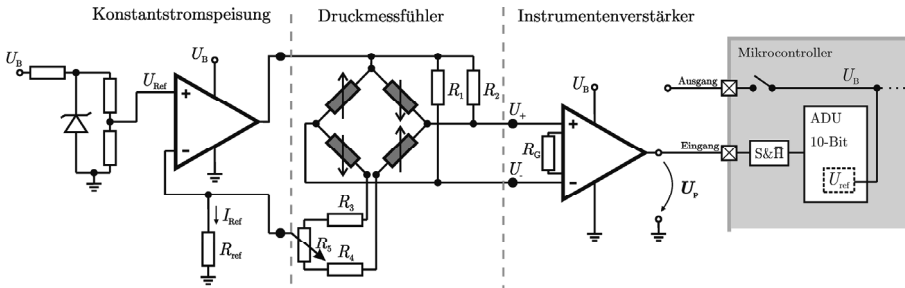 Konstantstromspeisung
Druckmessfühler
Instrumentenverstärker
Mikrocontroller
U_B
U_Ref
U_B
+
-
I_Ref
R_ref
R_1
R_2
R_3
R_5
R_4
U_+
U_-
R_G
U_B
+
-
U_P
Ausgang
Eingang
U_B
S&H
ADU
10-Bit
U_ref